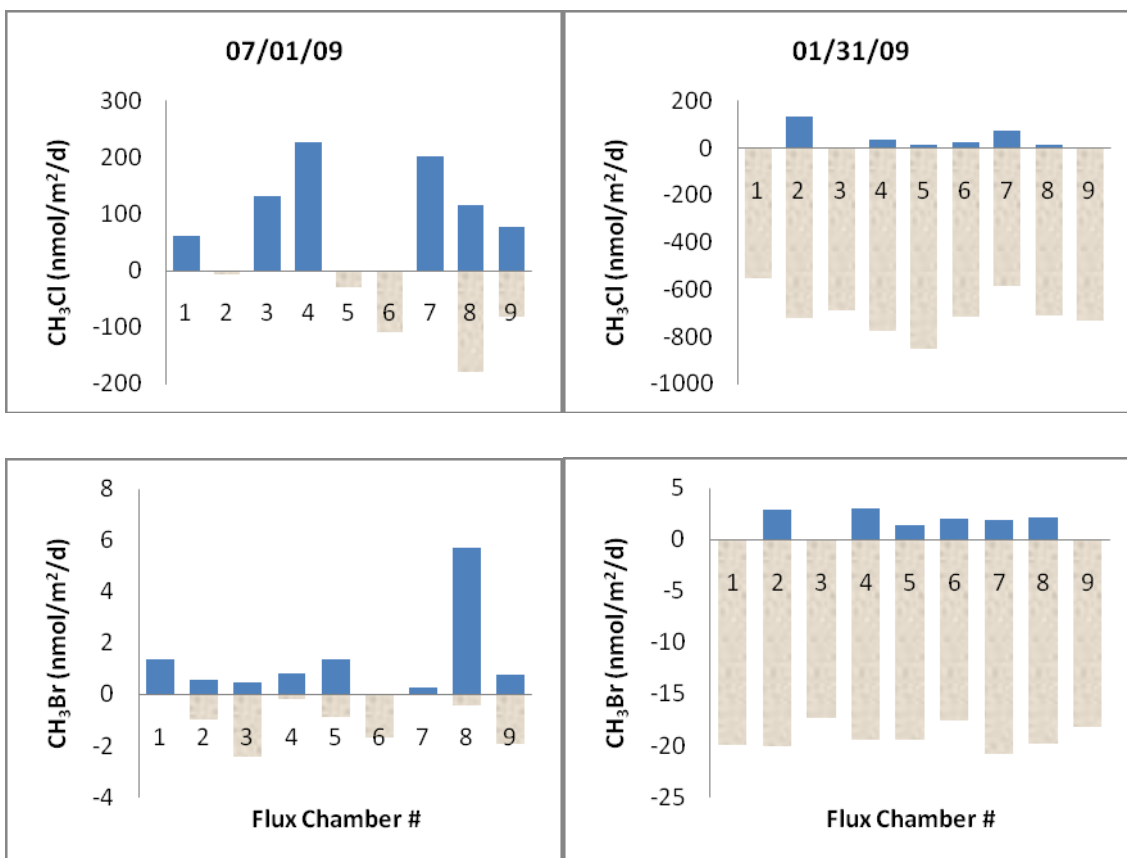 07/01/09
CH₃Cl (nmol/m²/d)
300
200
100
0
-100
-200
1 2 3 4 5 6 7 8 9
01/31/09
CH₃Cl (nmol/m²/d)
200
0
-200
-400
-600
-800
-1000
1 2 3 4 5 6 7 8 9
CH₃Br (nmol/m²/d)
8
6
4
2
0
-2
-4
1 2 3 4 5 6 7 8 9
Flux Chamber #
CH₃Br (nmol/m²/d)
5
0
-5
-10
-15
-20
-25
1 2 3 4 5 6 7 8 9
Flux Chamber #